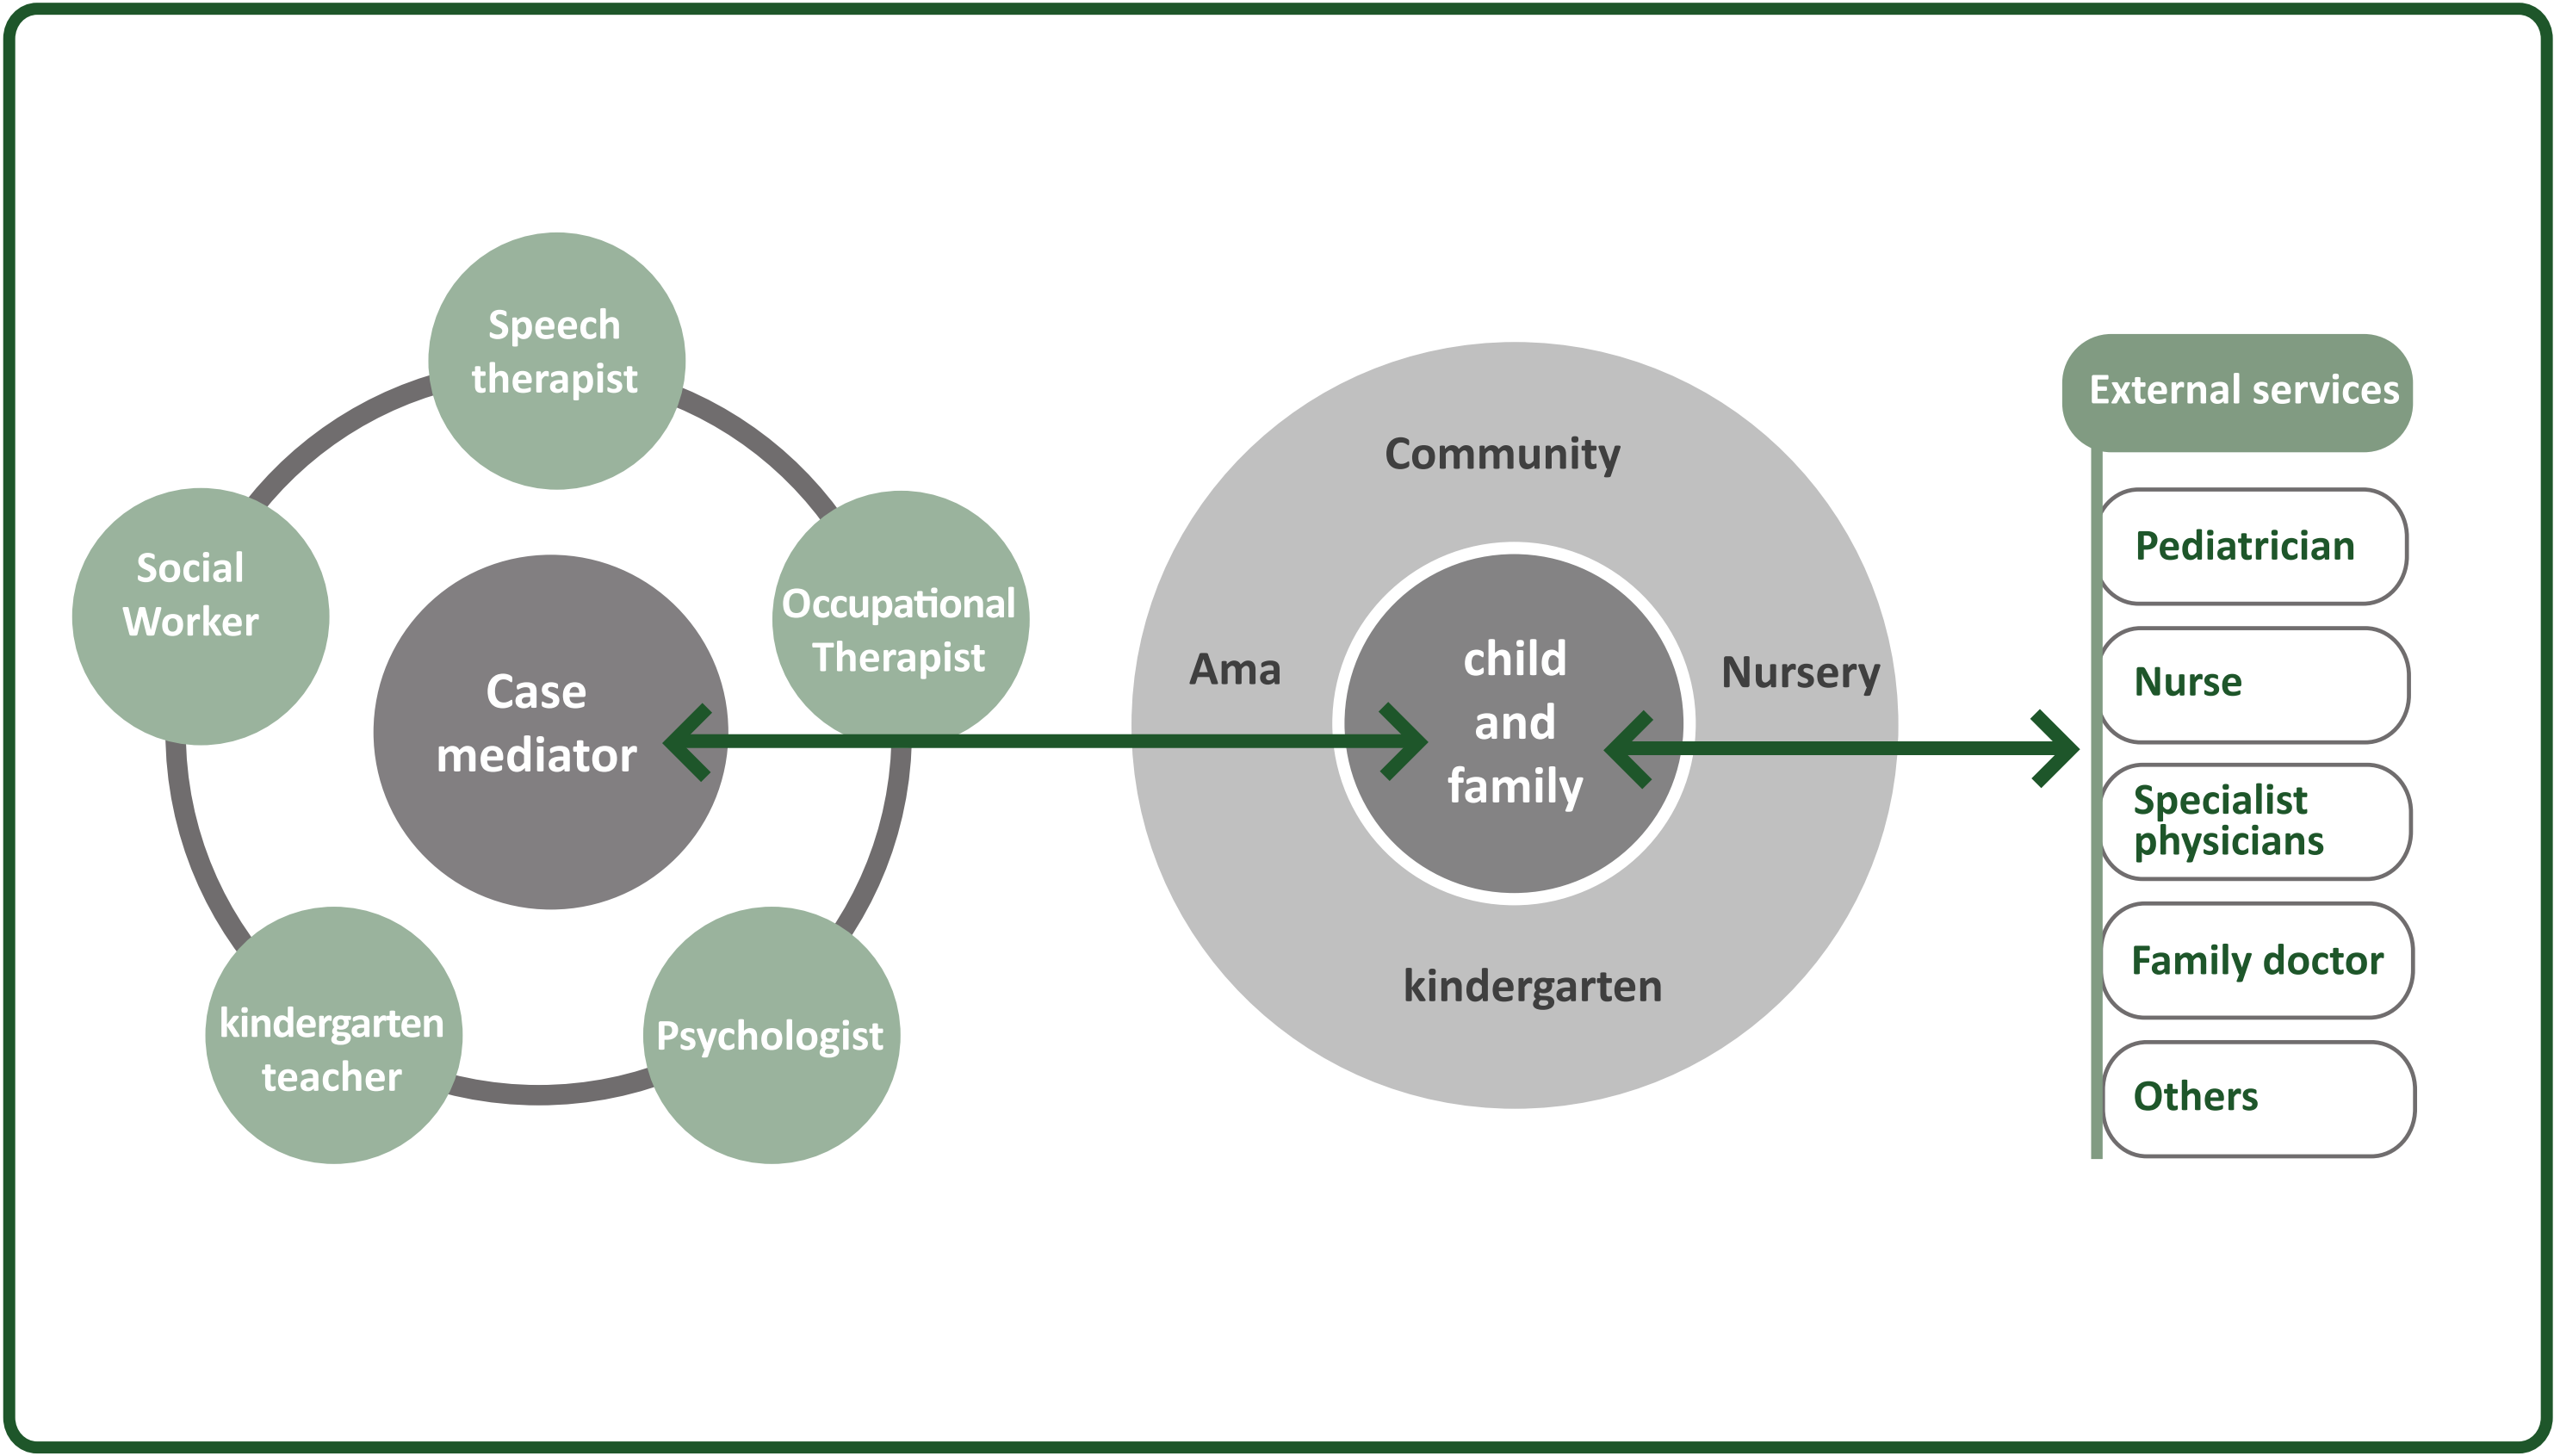 Speech
therapist
Social
Worker
Occupational
Therapist
Case
mediator
kindergarten
teacher
Psychologist
Community
Ama
child
and
family
Nursery
kindergarten
External services
Pediatrician
Nurse
Specialist
physicians
Family doctor
Others